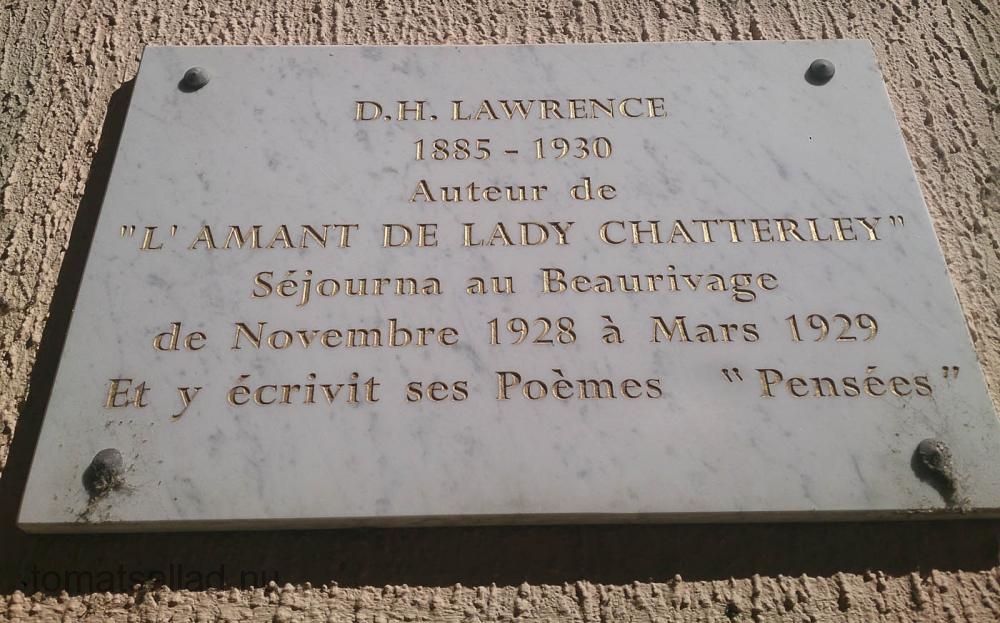 D.H. LAWRENCE
1885 - 1930
Auteur de
"L'AMANT DE LADY CHATTERLEY"
Séjourna au Beaurivage
de Novembre 1928 à Mars 1929
Et y écrivit ses Poèmes “Pensées”
tomatsallad.nu